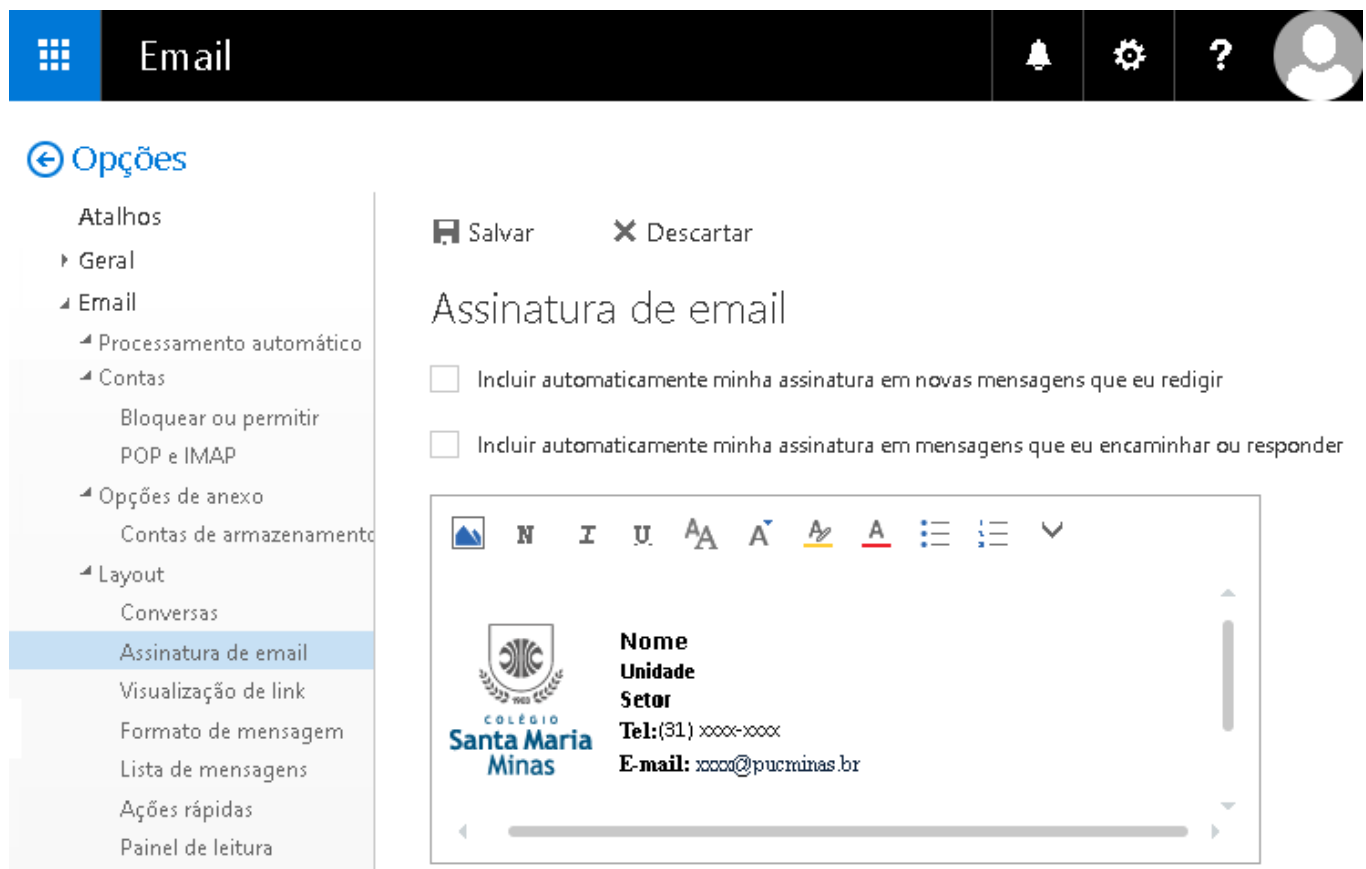 Email
?
Opções
Atalhos
Geral
Email
Processamento automático
Contas
Bloquear ou permitir
POP e IMAP
Opções de anexo
Contas de armazenamento
Layout
Conversas
Assinatura de email
Visualização de link
Formato de mensagem
Lista de mensagens
Ações rápidas
Painel de leitura
Salvar Descartar
Assinatura de email
Incluir automaticamente minha assinatura em novas mensagens que eu redigir
Incluir automaticamente minha assinatura em mensagens que eu encaminhar ou responder
N I U AA A A A
1903
COLÉGIO
Santa Maria
Minas
Nome
Unidade
Setor
Tel:(31) xxxx-xxxx
E-mail: xxxx@pucminas.br